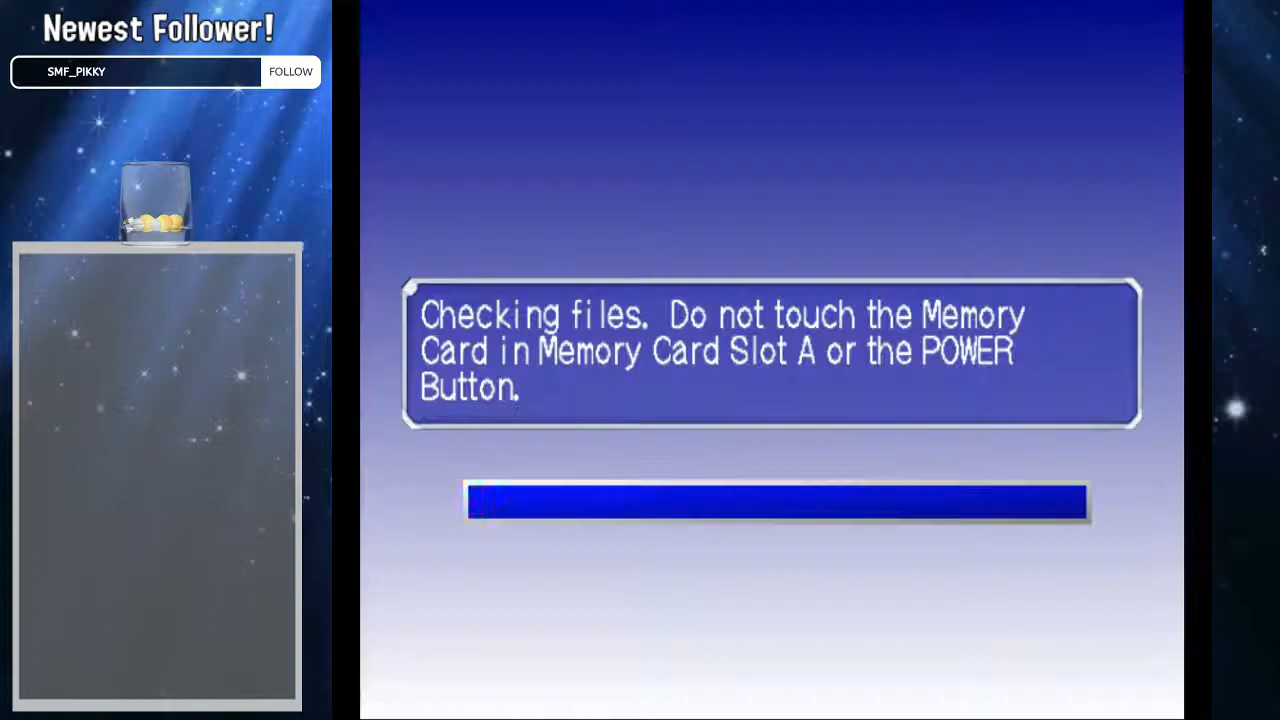 Newest Follower!
SMF_PIKKY
FOLLOW
Checking files. Do not touch the Memory
Card in Memory Card Slot A or the POWER
Button.